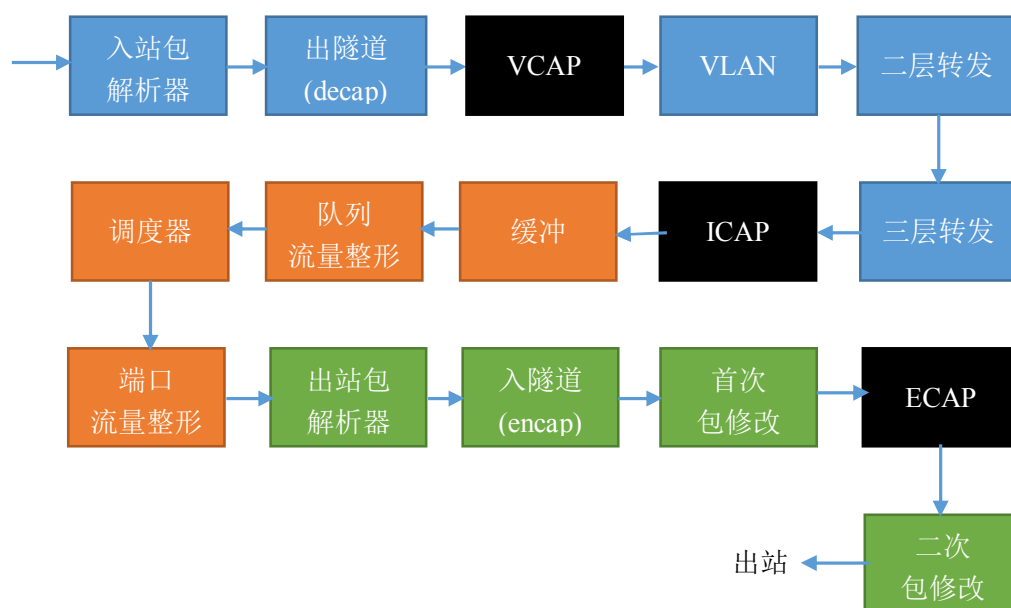 入站包
解析器
出隧道
(decap)
VCAP
VLAN
二层转发
调度器
队列
流量整形
缓冲
ICAP
三层转发
端口
流量整形
出站包
解析器
入隧道
(encap)
首次
包修改
ECAP
出站
二次
包修改